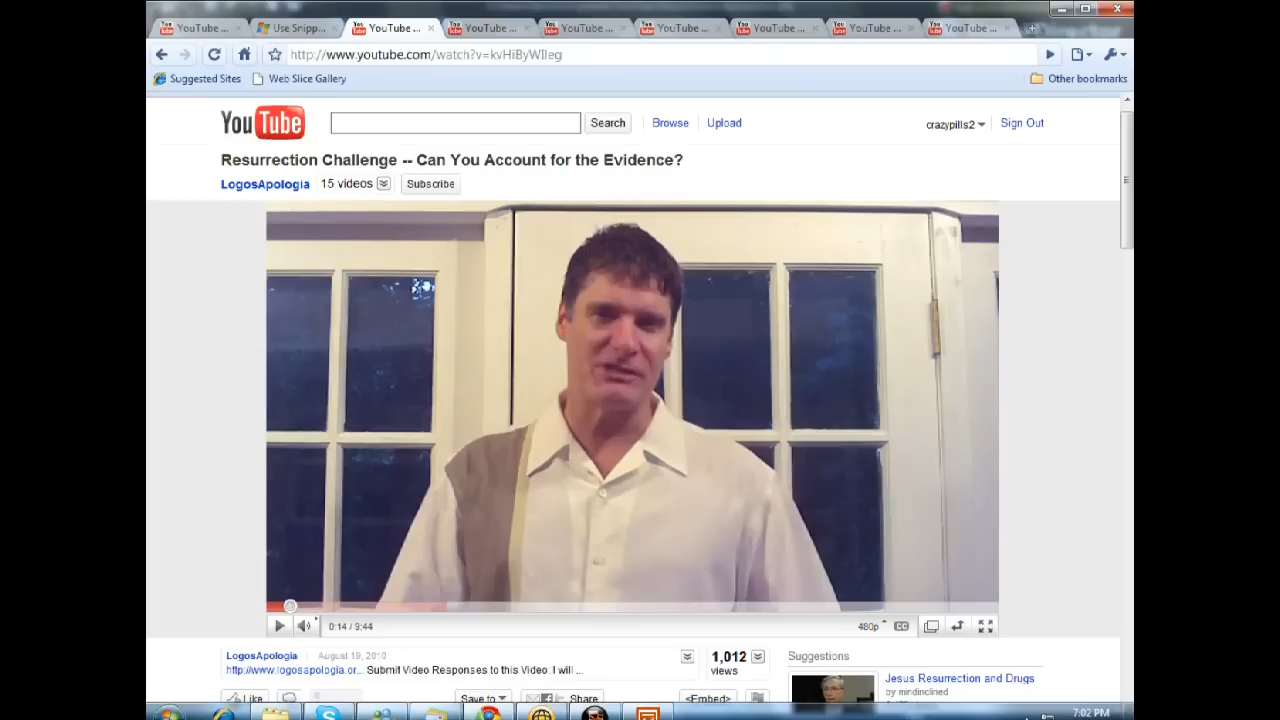 YouTube ...
Use Snipp...
YouTube ...
YouTube ...
YouTube ...
YouTube ...
YouTube ...
YouTube ...
YouTube ...
http://www.youtube.com/watch?v=kvHiByWIleg
Suggested Sites
Web Slice Gallery
Other bookmarks
YouTube
Search
Browse
Upload
crazypills2
Sign Out
Resurrection Challenge -- Can You Account for the Evidence?
LogosApologia
15 videos
Subscribe
0:14 / 9:44
480p
CC
LogosApologia
August 19, 2010
1,012
views
http://www.logosapologia.or... Submit Video Responses to this Video: I will ...
Suggestions
Jesus Resurrection and Drugs
by mindinclined
Like
Save to
Share
<Embed>
7:02 PM